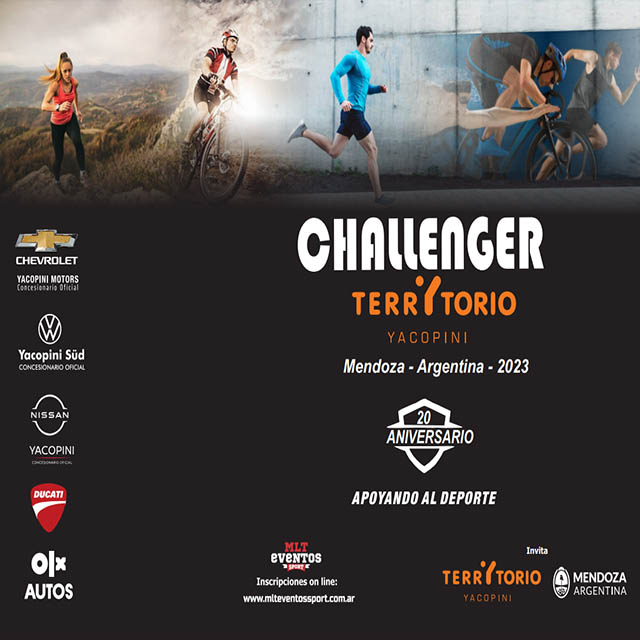 CHALLENGER
TERRYTORIO
YACOPINI
Mendoza - Argentina - 2023
20
ANIVERSARIO
APOYANDO AL DEPORTE
CHEVROLET
YACOPINI MOTORS
Concesionario Oficial
Yacopini Süd
CONCESIONARIO OFICIAL
NISSAN
YACOPINI
CONCESIONARIO OFICIAL
DUCATI
olx
AUTOS
MLT
eventos
SPORT
Inscripciones on line:
www.mlteventossport.com.ar
Invita
TERRYTORIO
YACOPINI
MENDOZA
ARGENTINA